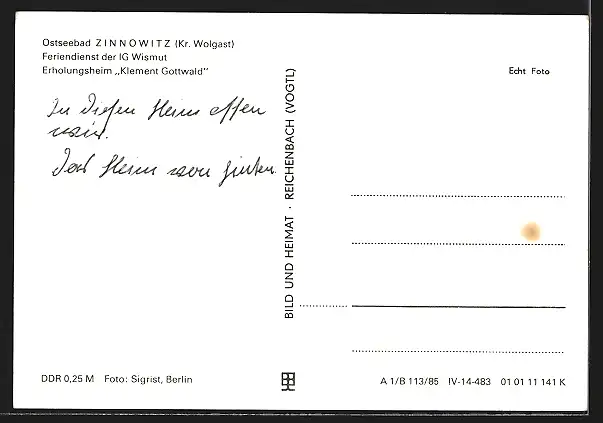 Ostseebad ZINNOWITZ (Kr. Wolgast)
Feriendienst der IG Wismut
Erholungsheim „Klement Gottwald"
In diesen Heim essen
wir.
Das Heim von hinten
BILD UND HEIMAT · REICHENBACH (VOGTL)
Echt Foto
DDR 0,25 M Foto: Sigrist, Berlin
A 1/B 113/85 IV-14-483 01 01 11 141 K